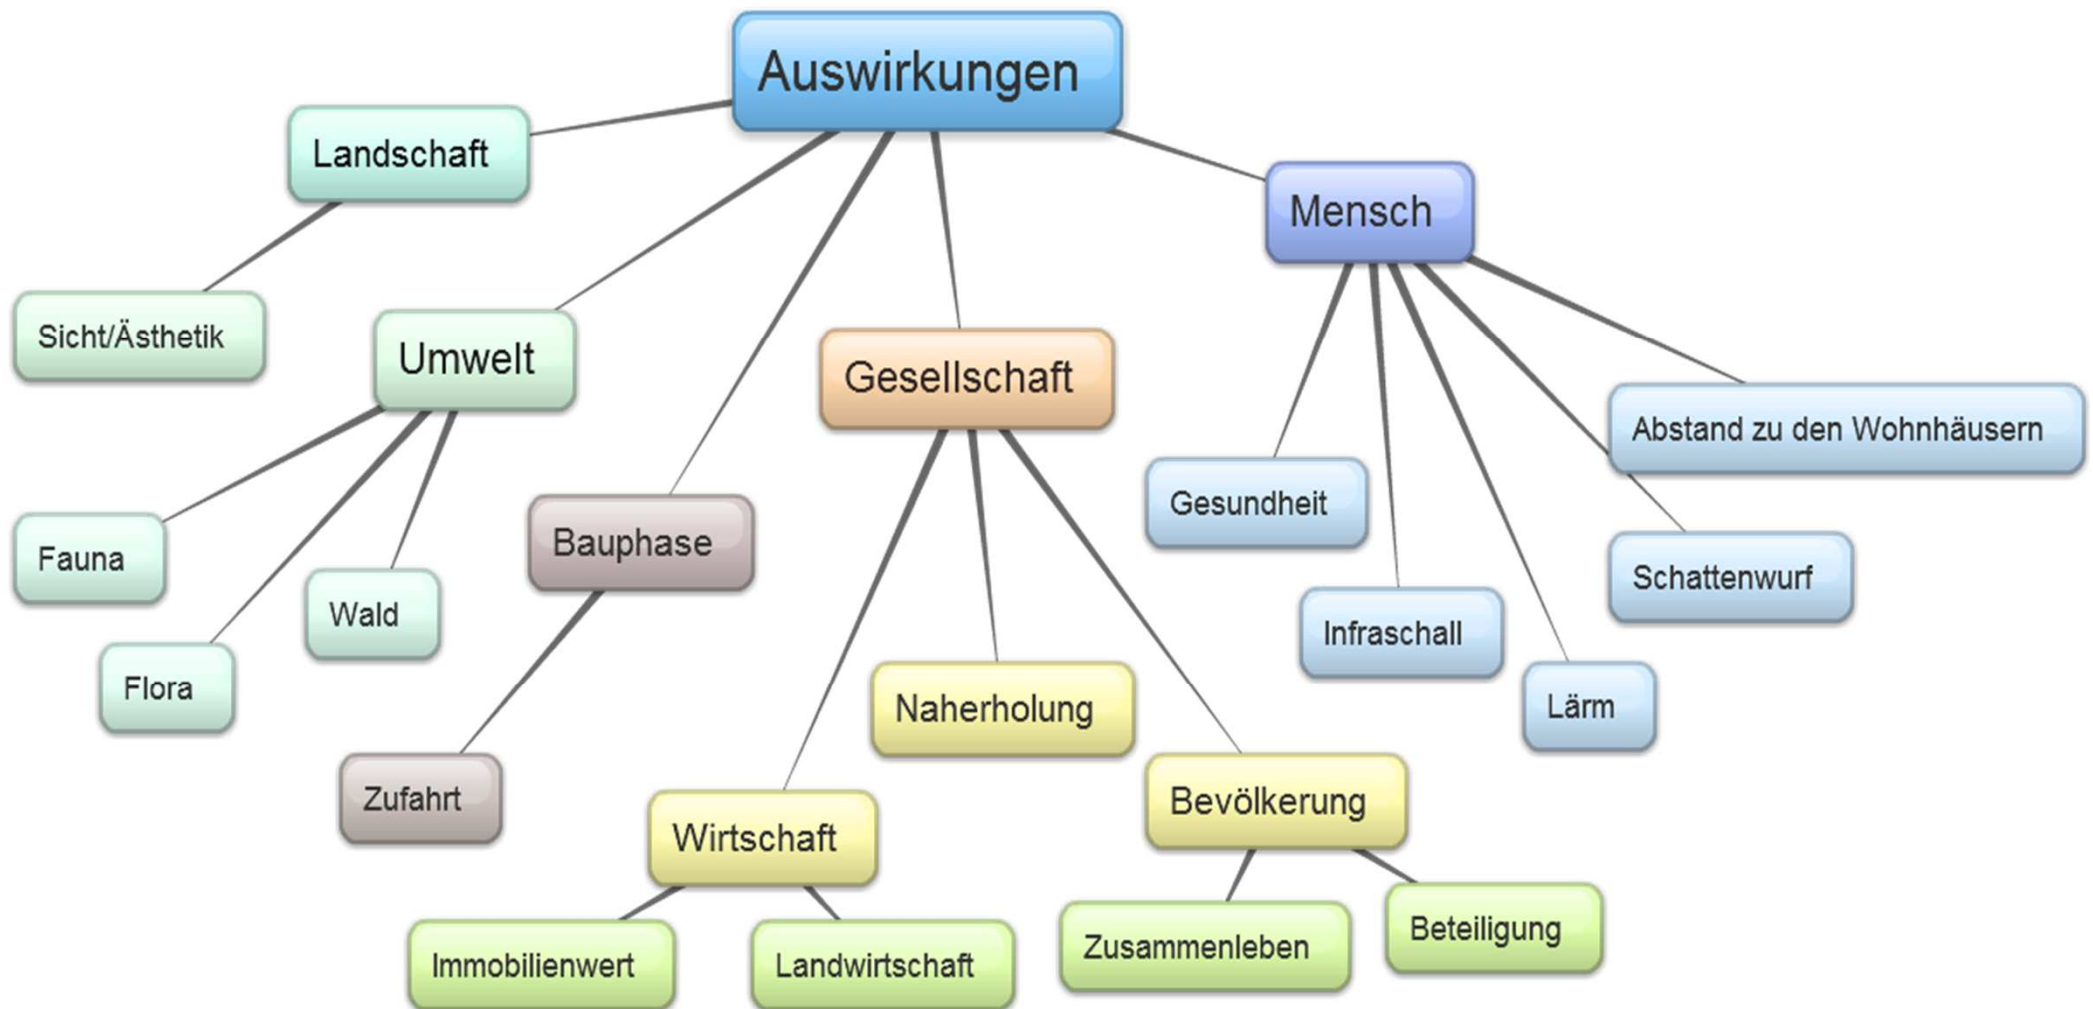 Auswirkungen
Landschaft
Mensch
Sicht/Ästhetik
Umwelt
Gesellschaft
Abstand zu den Wohnhäusern
Gesundheit
Bauphase
Fauna
Schattenwurf
Wald
Infraschall
Flora
Naherholung
Lärm
Zufahrt
Bevölkerung
Wirtschaft
Beteiligung
Zusammenleben
Immobilienwert
Landwirtschaft